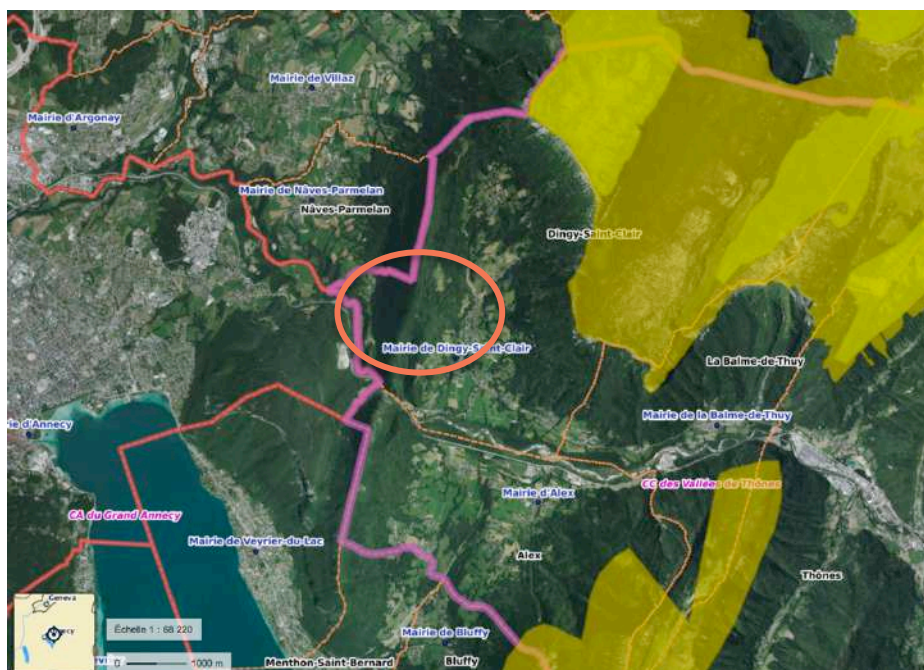 Mairie de Villaz
Mairie d'Argonay
Mairie de Nâves-Parmelan
Nâves-Parmelan
Dingy-Saint-Clair
Mairie de Dingy-Saint-Clair
La Balme-de-Thuy
Mairie de la Balme-de-Thuy
rie d'Annecy
CC des Vallées de Thônes
Mairie d'Alex
CA du Grand Annecy
Mairie de Veyrier-du-Lac
Alex
Thônes
Geneva
Échelle 1 : 68 220
Mairie de Bluffy
0 1000 m
Menthon-Saint-Bernard
Bluffy